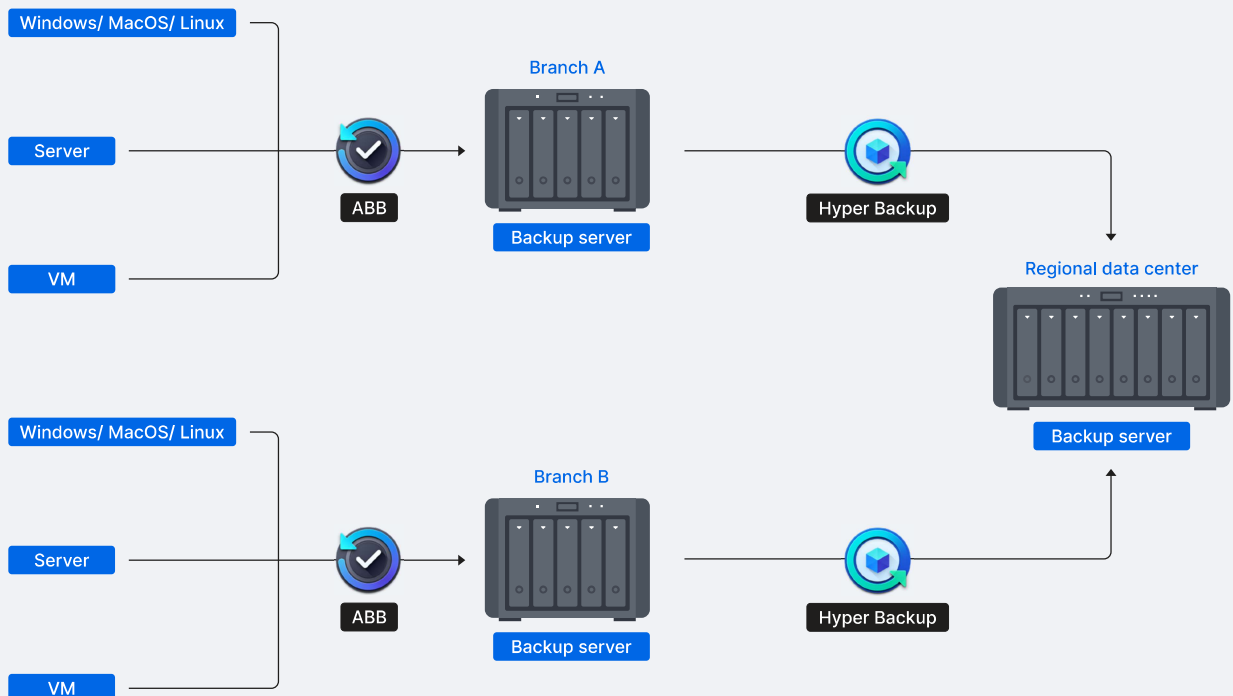 Windows/ MacOS/ Linux
Branch A
Server
ABB
Hyper Backup
Backup server
VM
Regional data center
Backup server
Windows/ MacOS/ Linux
Branch B
Server
ABB
Hyper Backup
Backup server
VM